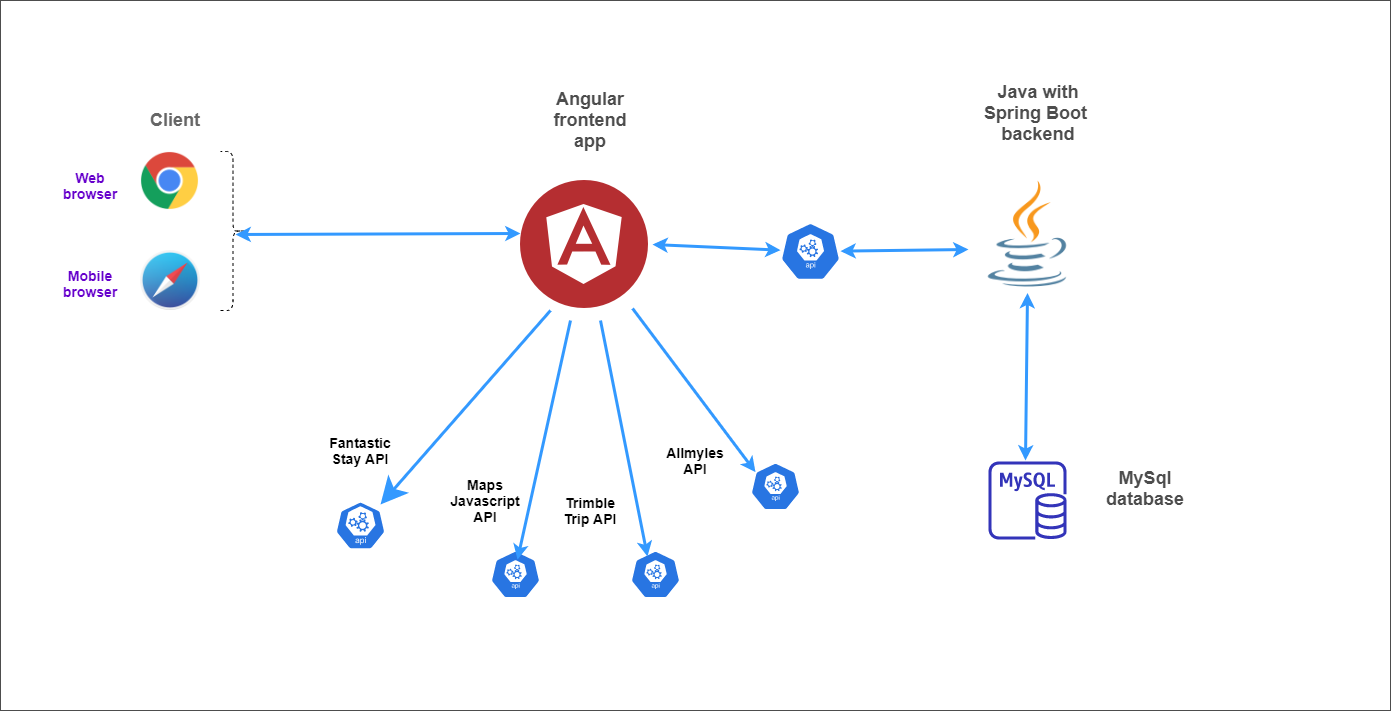 Client
Web
browser
Mobile
browser
Angular
frontend
app
Java with
Spring Boot
backend
api
Fantastic
Stay API
api
Maps
Javascript
API
api
Trimble
Trip API
api
Allmyles
API
api
MySQL
MySql
database